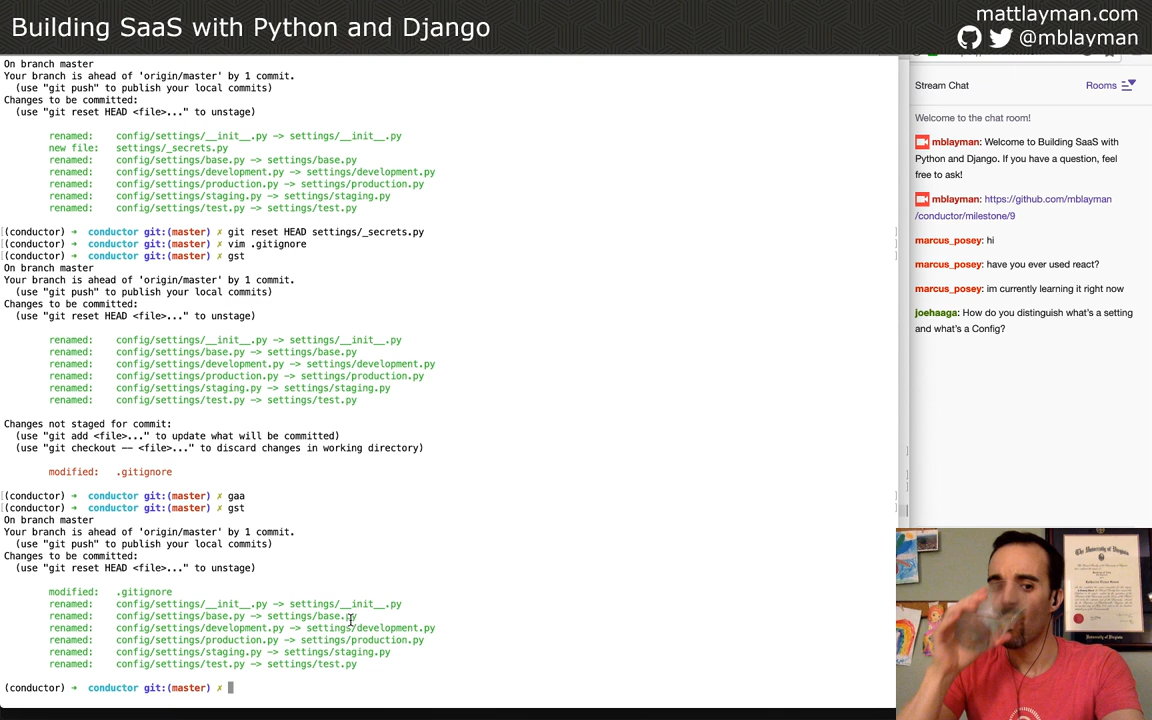 Building SaaS with Python and Django
mattlayman.com
@mblayman
On branch master
Your branch is ahead of 'origin/master' by 1 commit.
(use "git push" to publish your local commits)
Changes to be committed:
(use "git reset HEAD <file>..." to unstage)
renamed: config/settings/__init__.py -> settings/__init__.py
new file: settings/_secrets.py
renamed: config/settings/base.py -> settings/base.py
renamed: config/settings/development.py -> settings/development.py
renamed: config/settings/production.py -> settings/production.py
renamed: config/settings/staging.py -> settings/staging.py
renamed: config/settings/test.py -> settings/test.py
(conductor) ➜ conductor git:(master) ✗ git reset HEAD settings/_secrets.py
(conductor) ➜ conductor git:(master) ✗ vim .gitignore
(conductor) ➜ conductor git:(master) ✗ gst
On branch master
Your branch is ahead of 'origin/master' by 1 commit.
(use "git push" to publish your local commits)
Changes to be committed:
(use "git reset HEAD <file>..." to unstage)
renamed: config/settings/__init__.py -> settings/__init__.py
renamed: config/settings/base.py -> settings/base.py
renamed: config/settings/development.py -> settings/development.py
renamed: config/settings/production.py -> settings/production.py
renamed: config/settings/staging.py -> settings/staging.py
renamed: config/settings/test.py -> settings/test.py
Changes not staged for commit:
(use "git add <file>..." to update what will be committed)
(use "git checkout -- <file>..." to discard changes in working directory)
modified: .gitignore
(conductor) ➜ conductor git:(master) ✗ gaa
(conductor) ➜ conductor git:(master) ✗ gst
On branch master
Your branch is ahead of 'origin/master' by 1 commit.
(use "git push" to publish your local commits)
Changes to be committed:
(use "git reset HEAD <file>..." to unstage)
modified: .gitignore
renamed: config/settings/__init__.py -> settings/__init__.py
renamed: config/settings/base.py -> settings/base.py
renamed: config/settings/development.py -> settings/development.py
renamed: config/settings/production.py -> settings/production.py
renamed: config/settings/staging.py -> settings/staging.py
renamed: config/settings/test.py -> settings/test.py
(conductor) ➜ conductor git:(master) ✗
Stream Chat
Rooms
Welcome to the chat room!
mblayman: Welcome to Building SaaS with
Python and Django. If you have a question, feel
free to ask!
mblayman: https://github.com/mblayman
/conductor/milestone/9
marcus_posey: hi
marcus_posey: have you ever used react?
marcus_posey: im currently learning it right now
joehaaga: How do you distinguish what's a setting
and what's a Config?
The University of Virginia